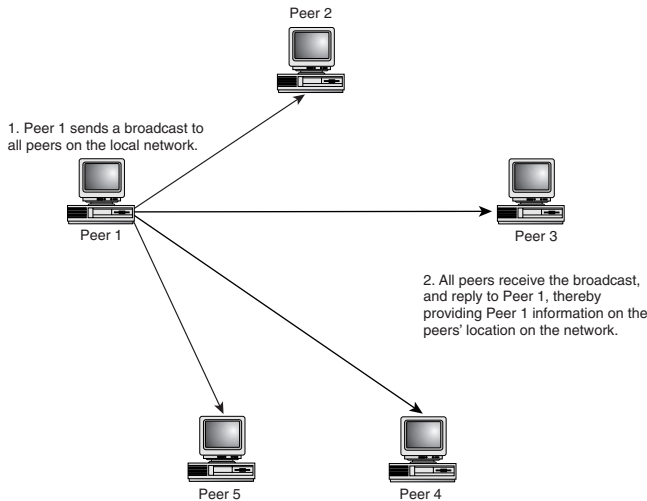 Peer 2
1. Peer 1 sends a broadcast to
all peers on the local network.
Peer 1
Peer 3
2. All peers receive the broadcast,
and reply to Peer 1, thereby
providing Peer 1 information on the
peers' location on the network.
Peer 5
Peer 4